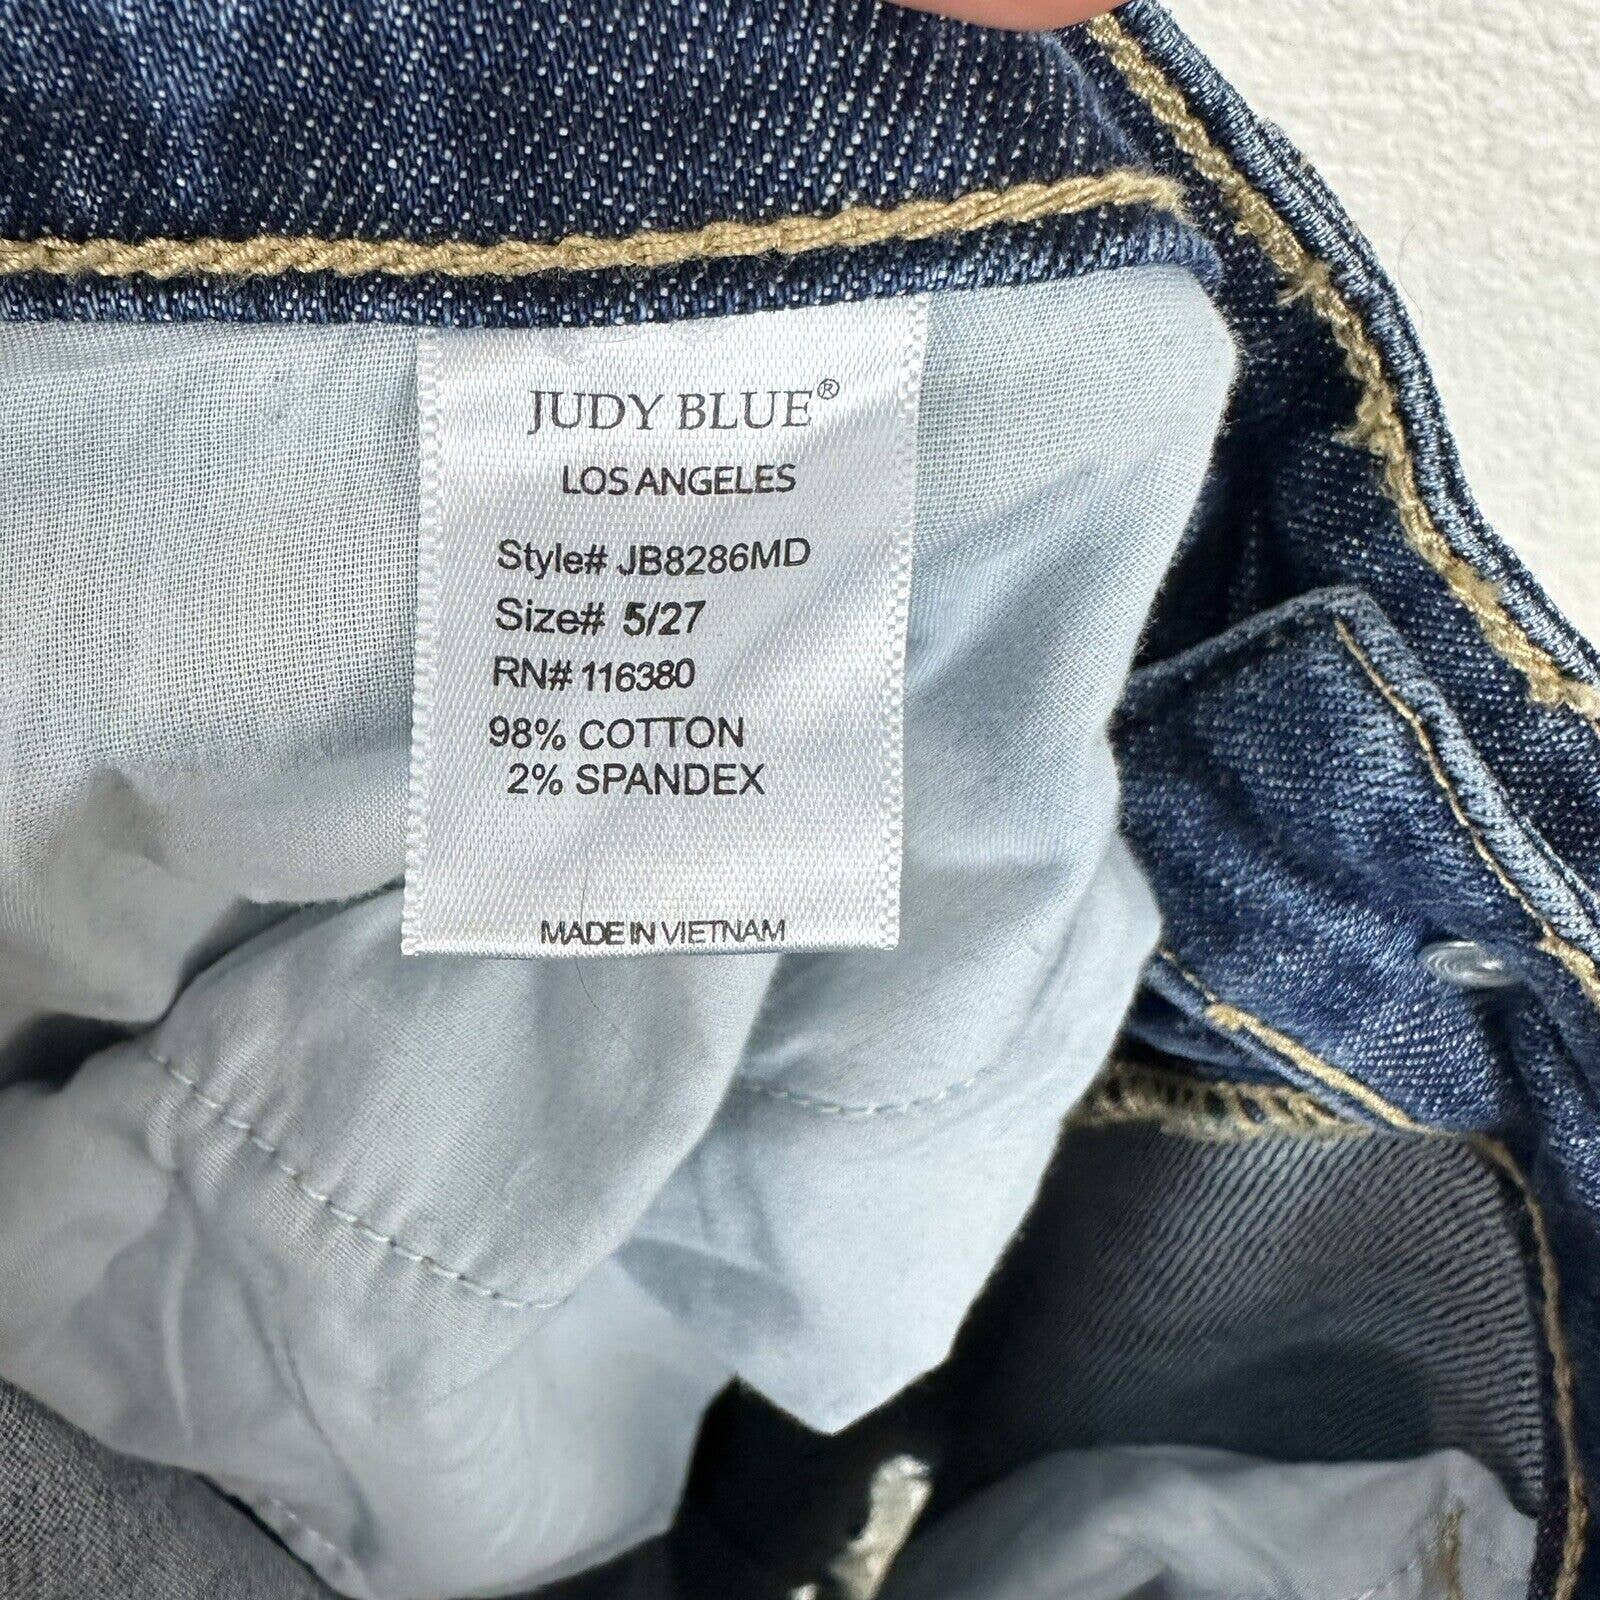 JUDY BLUE®
LOS ANGELES
Style# JB8286MD
Size# 5/27
RN# 116380
98% COTTON
2% SPANDEX
MADE IN VIETNAM